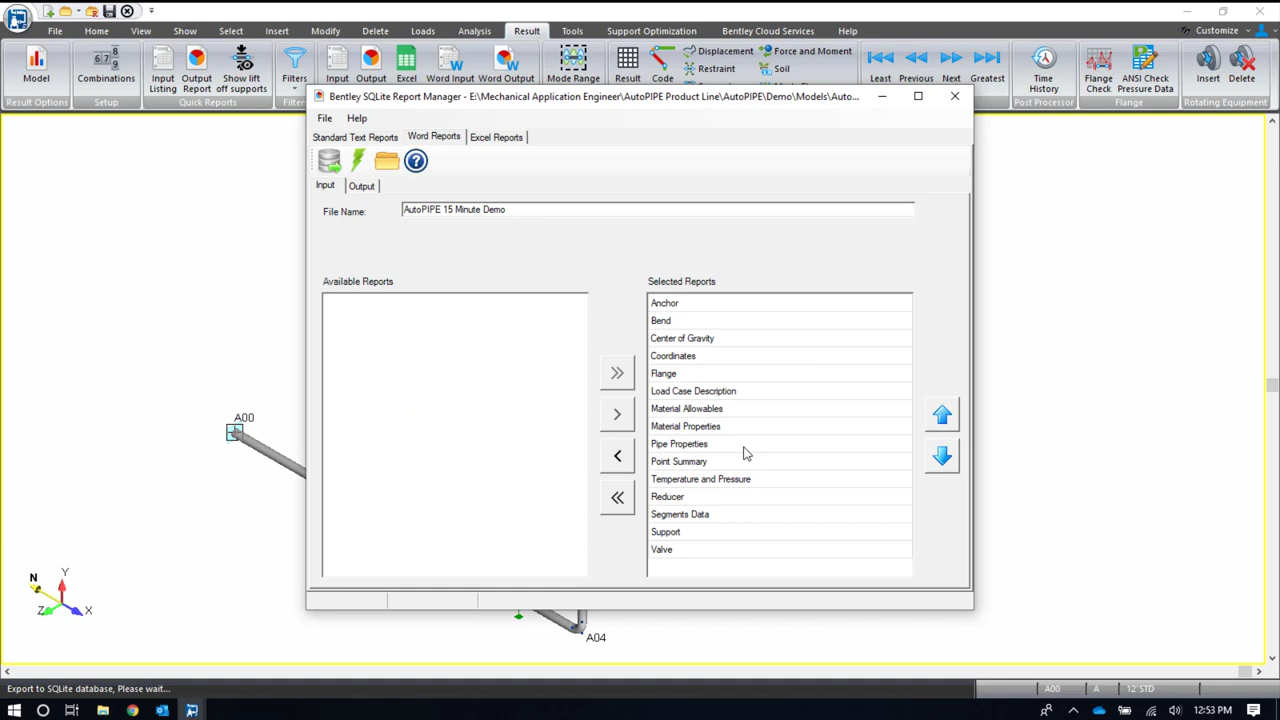 File Home View Show Select Insert Modify Delete Loads Analysis Result Tools Support Optimization Bentley Cloud Services Help Customize
Model Combinations Input Listing Output Report Show lift off supports Filters Input Output Excel Word Input Word Output Mode Range Result Code Displacement Force and Moment Restraint Soil Least Previous Next Greatest Time History Flange Check ANSI Check Pressure Data Insert Delete
Result Options Setup Quick Reports Filters Post Processor Flange Rotating Equipment
Bentley SQLite Report Manager - E:\Mechanical Application Engineer\AutoPIPE Product Line\AutoPIPE\Demo\Models\Auto...
File Help
Standard Text Reports Word Reports Excel Reports
Input Output
File Name: AutoPIPE 15 Minute Demo
Available Reports Selected Reports
Anchor
Bend
Center of Gravity
Coordinates
Flange
Load Case Description
Material Allowables
Material Properties
Pipe Properties
Point Summary
Temperature and Pressure
Reducer
Segments Data
Support
Valve
A00
N Y
Z X
A04
Export to SQLite database, Please wait... A00 A 12"STD
12:53 PM